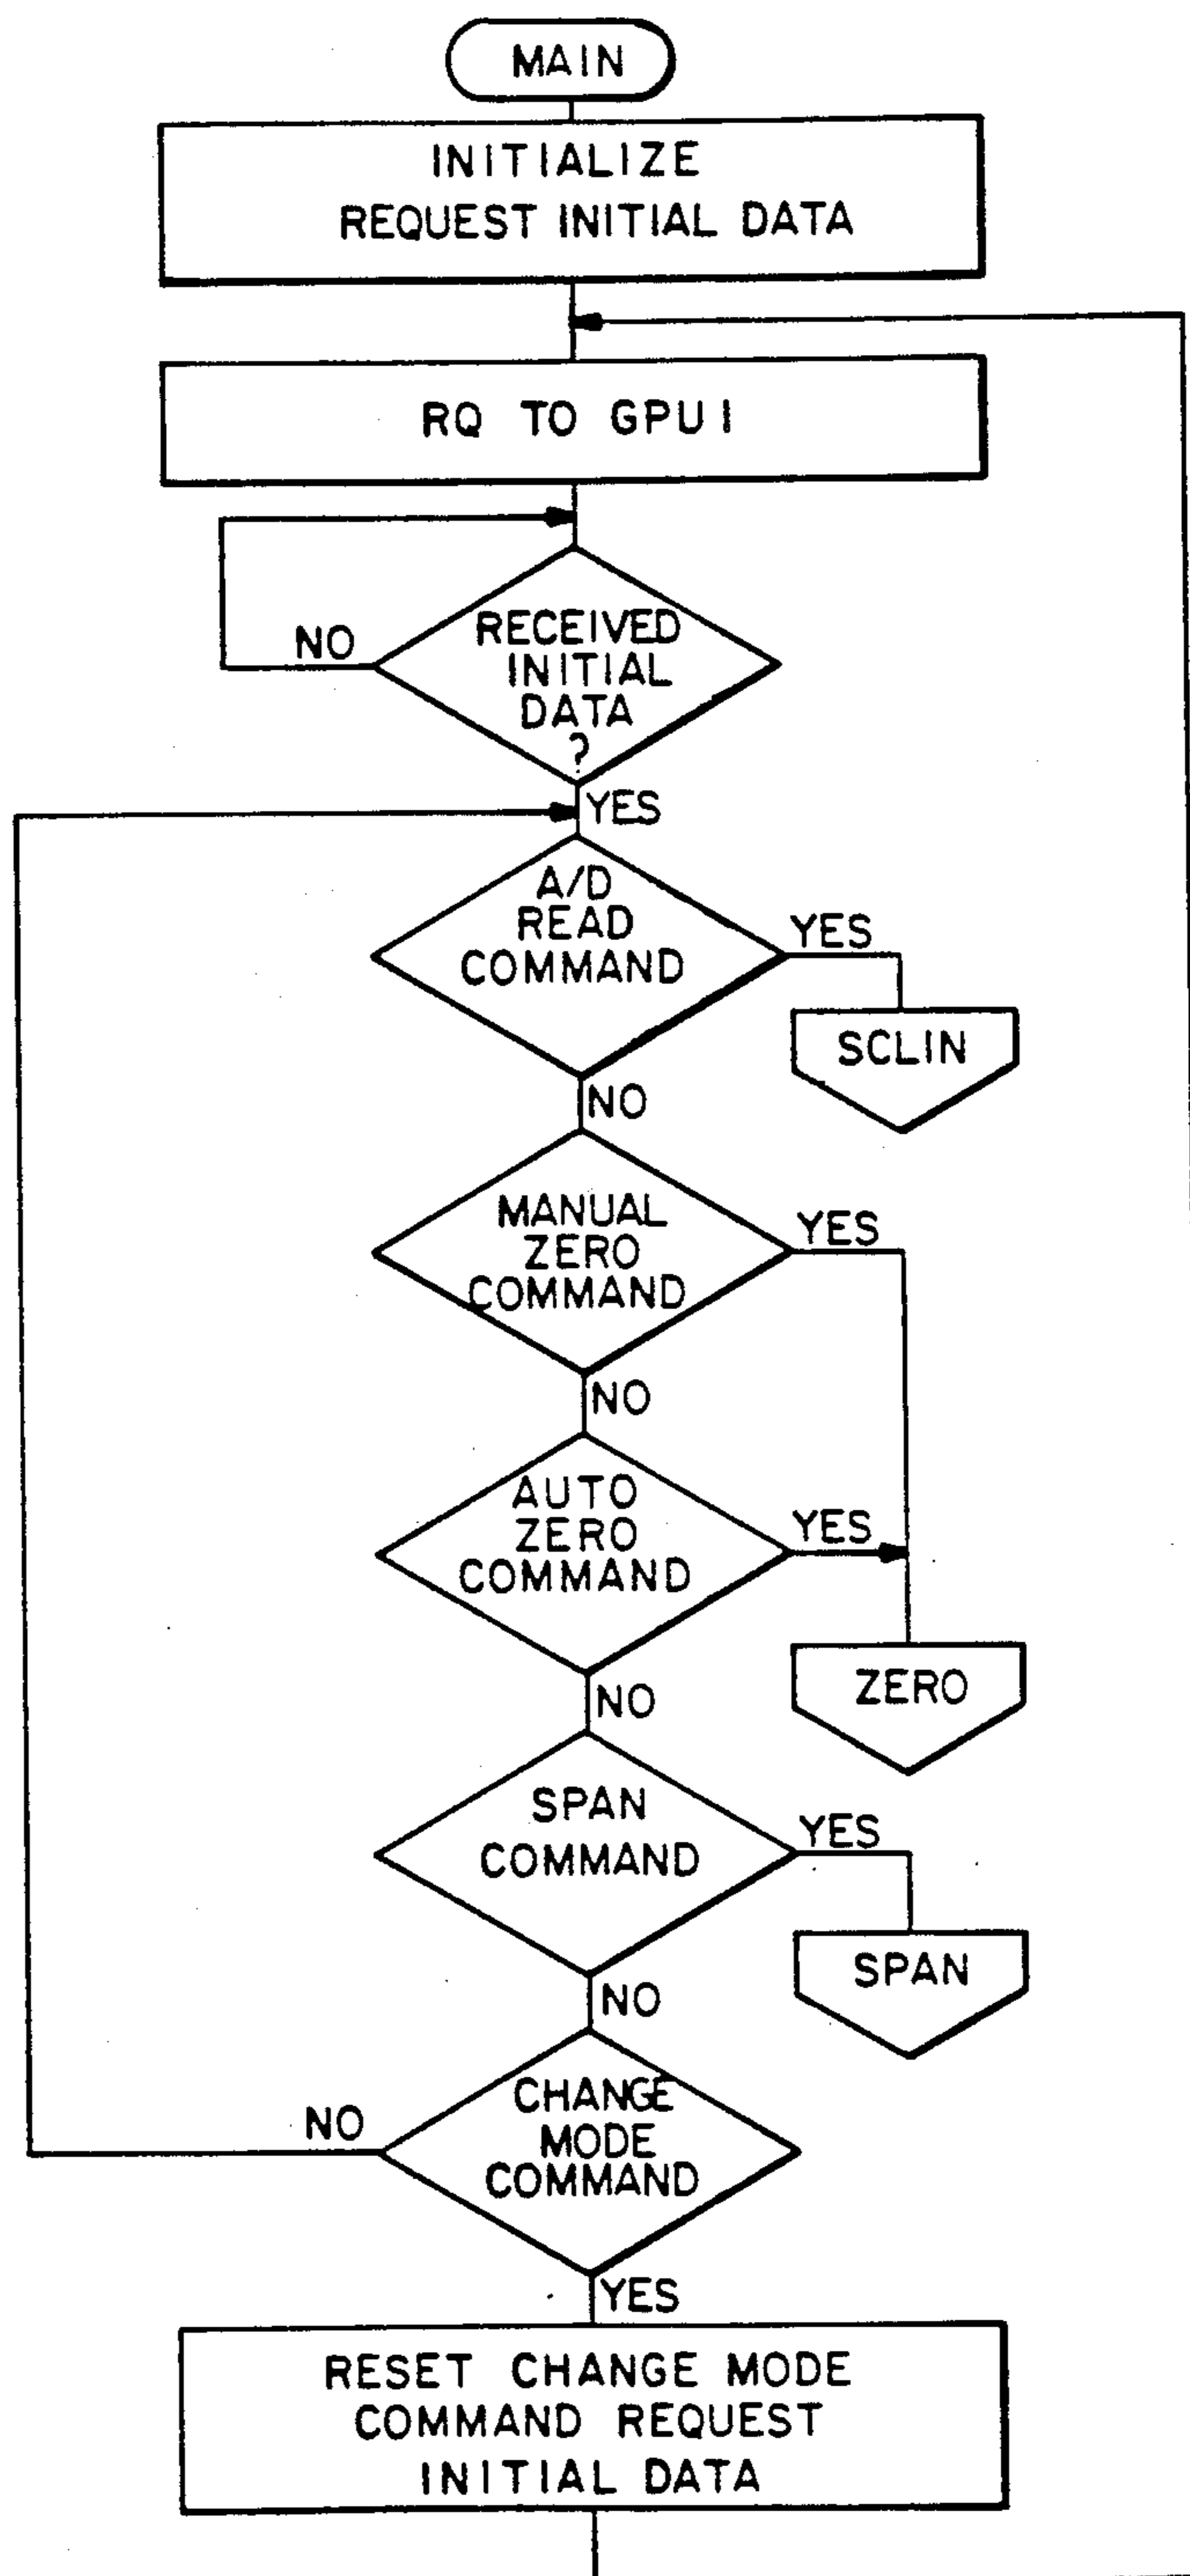 MAIN
INITIALIZE
REQUEST INITIAL DATA
RQ TO GPU I
NO
RECEIVED
INITIAL
DATA
?
YES
A/D
READ
COMMAND
YES
SCLIN
NO
MANUAL
ZERO
COMMAND
YES
NO
AUTO
ZERO
COMMAND
YES
ZERO
NO
SPAN
COMMAND
YES
SPAN
NO
CHANGE
MODE
COMMAND
NO
YES
RESET CHANGE MODE
COMMAND REQUEST
INITIAL DATA